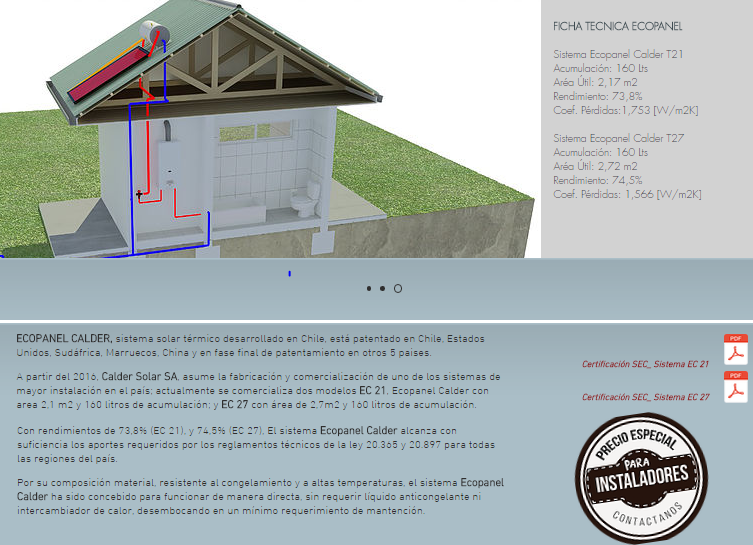 FICHA TECNICA ECOPANEL
Sistema Ecopanel Calder T21
Acumulación: 160 Lts
Aréa Útil: 2,17 m2
Rendimiento: 73,8%
Coef. Pérdidas:1,753 [W/m2K]
Sistema Ecopanel Calder T27
Acumulación: 160 Lts
Aréa Útil: 2,72 m2
Rendimiento: 74,5%
Coef. Pérdidas: 1,566 [W/m2K]
ECOPANEL CALDER, sistema solar térmico desarrollado en Chile, está patentado en Chile, Estados
Unidos, Sudáfrica, Marruecos, China y en fase final de patentamiento en otros 5 paises.
A partir del 2016, Calder Solar SA, asume la fabricación y comercialización de uno de los sistemas de
mayor instalación en el país; actualmente se comercializa dos modelos EC 21, Ecopanel Calder con
area 2,1 m2 y 160 litros de acumulación; y EC 27 con área de 2,7m2 y 160 litros de acumulación.
Con rendimientos de 73,8% (EC 21), y 74,5% (EC 27), El sistema Ecopanel Calder alcanza con
suficiencia los aportes requeridos por los reglamentos técnicos de la ley 20.365 y 20.897 para todas
las regiones del país.
Por su composición material, resistente al congelamiento y a altas temperaturas, el sistema Ecopanel
Calder ha sido concebido para funcionar de manera directa, sin requerir líquido anticongelante ni
intercambiador de calor, desembocando en un mínimo requerimiento de mantención.
PDF
Certificación SEC_ Sistema EC 21
PDF
Certificación SEC_ Sistema EC 27
PRECIO ESPECIAL
PARA
INSTALADORES
CONTACTANOS